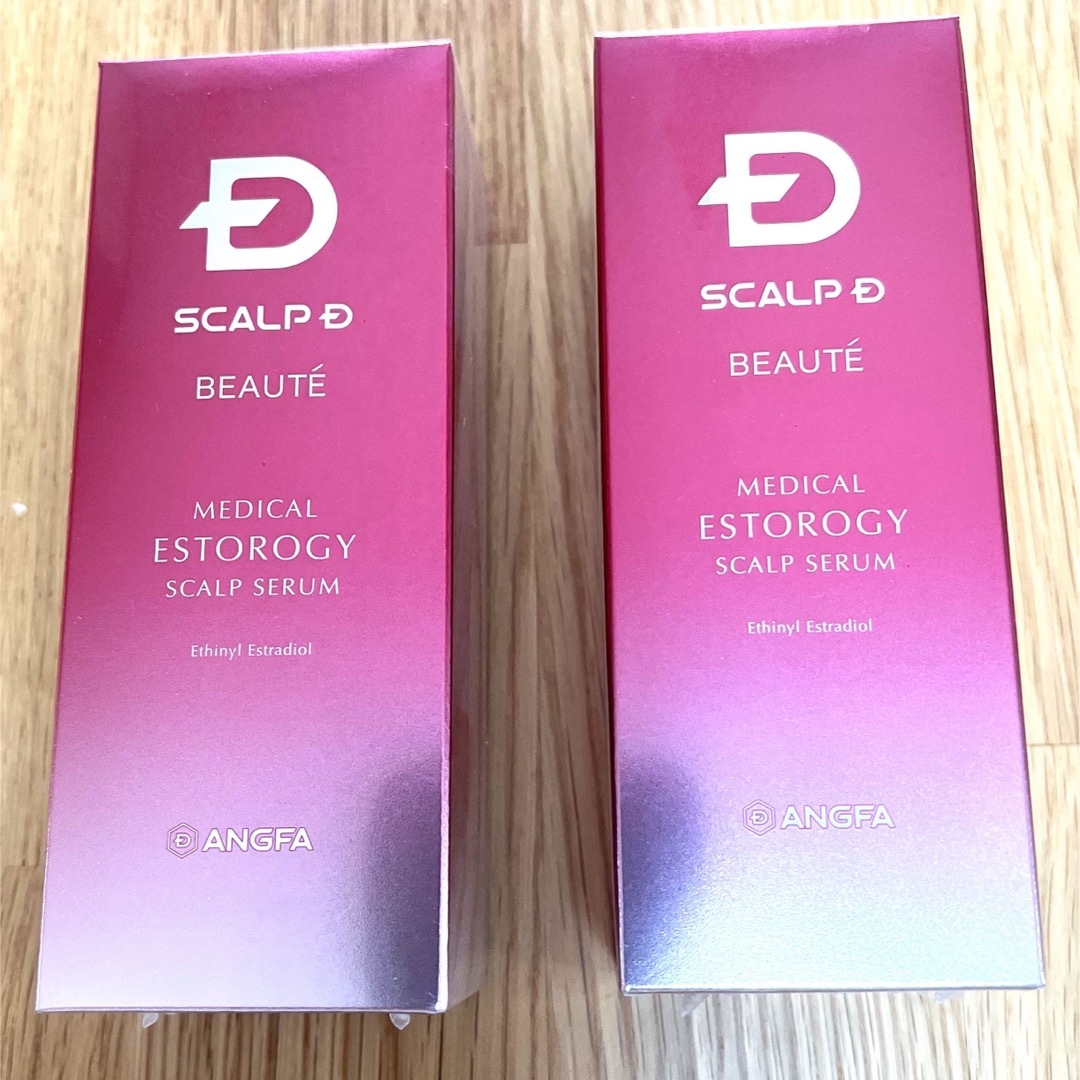 SCALP D
BEAUTÉ
MEDICAL
ESTOROGY
SCALP SERUM
Ethinyl Estradiol
ANGFA
SCALP D
BEAUTÉ
MEDICAL
ESTOROGY
SCALP SERUM
Ethinyl Estradiol
ANGFA